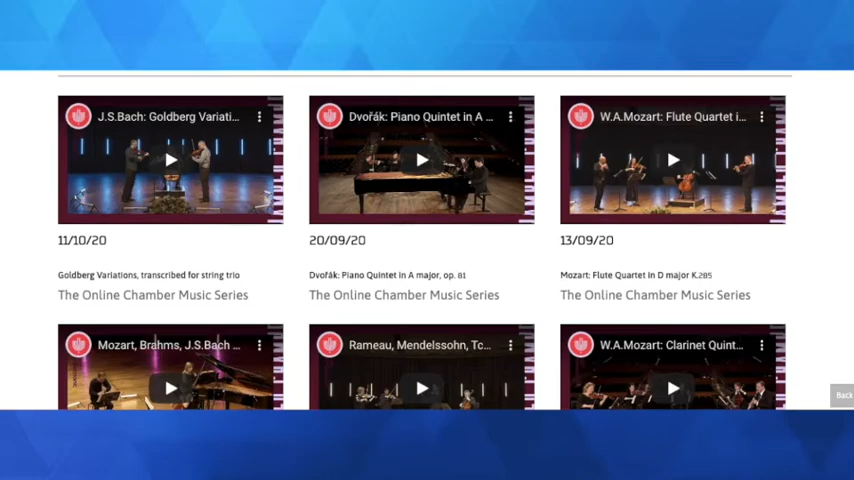 J.S.Bach: Goldberg Variati...
Dvořák: Piano Quintet in A ...
W.A.Mozart: Flute Quartet i...
11/10/20
20/09/20
13/09/20
Goldberg Variations, transcribed for string trio
Dvořák: Piano Quintet in A major, op. 81
Mozart: Flute Quartet in D major K.285
The Online Chamber Music Series
The Online Chamber Music Series
The Online Chamber Music Series
Mozart, Brahms, J.S.Bach ...
Rameau, Mendelssohn, Tc...
W.A.Mozart: Clarinet Quint...
Back